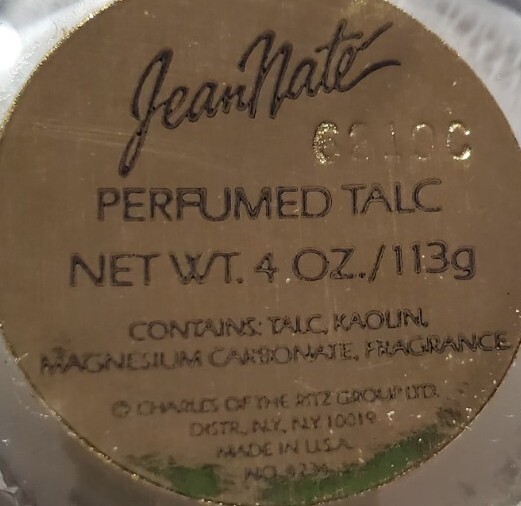 Jean Naté
PERFUMED TALC
NET WT. 4 OZ./113g
CONTAINS: TALC, KAOLIN,
MAGNESIUM CARBONATE, FRAGRANCE
© CHARLES OF THE RITZ GROUP LTD.
DISTR., N.Y., N.Y 10019
MADE IN U.S.A.
NO.